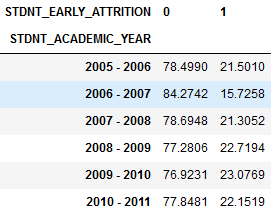 STDNT_EARLY_ATTRITION 0 1
STDNT_ACADEMIC_YEAR
2005 - 2006 78.4990 21.5010
2006 - 2007 84.2742 15.7258
2007 - 2008 78.6948 21.3052
2008 - 2009 77.2806 22.7194
2009 - 2010 76.9231 23.0769
2010 - 2011 77.8481 22.1519